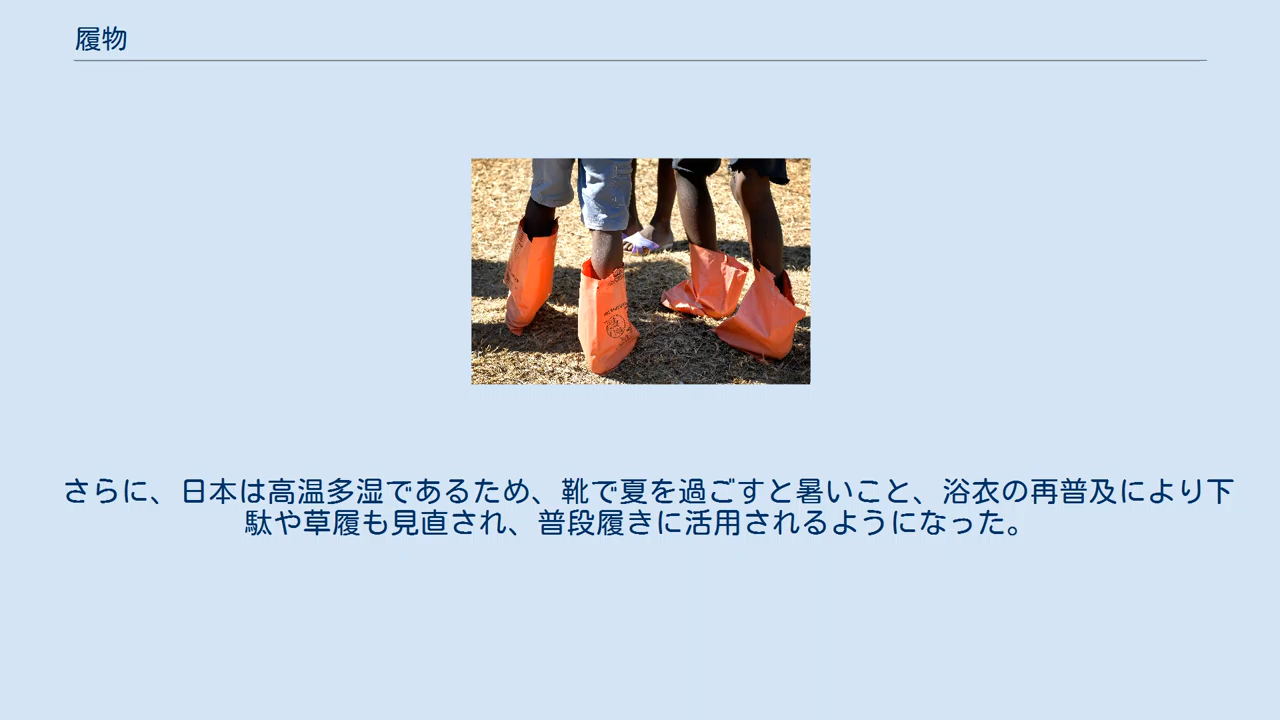 履物
さらに、日本は高温多湿であるため、靴で夏を過ごすと暑いこと、浴衣の再普及により下
駄や草履も見直され、普段履きに活用されるようになった。